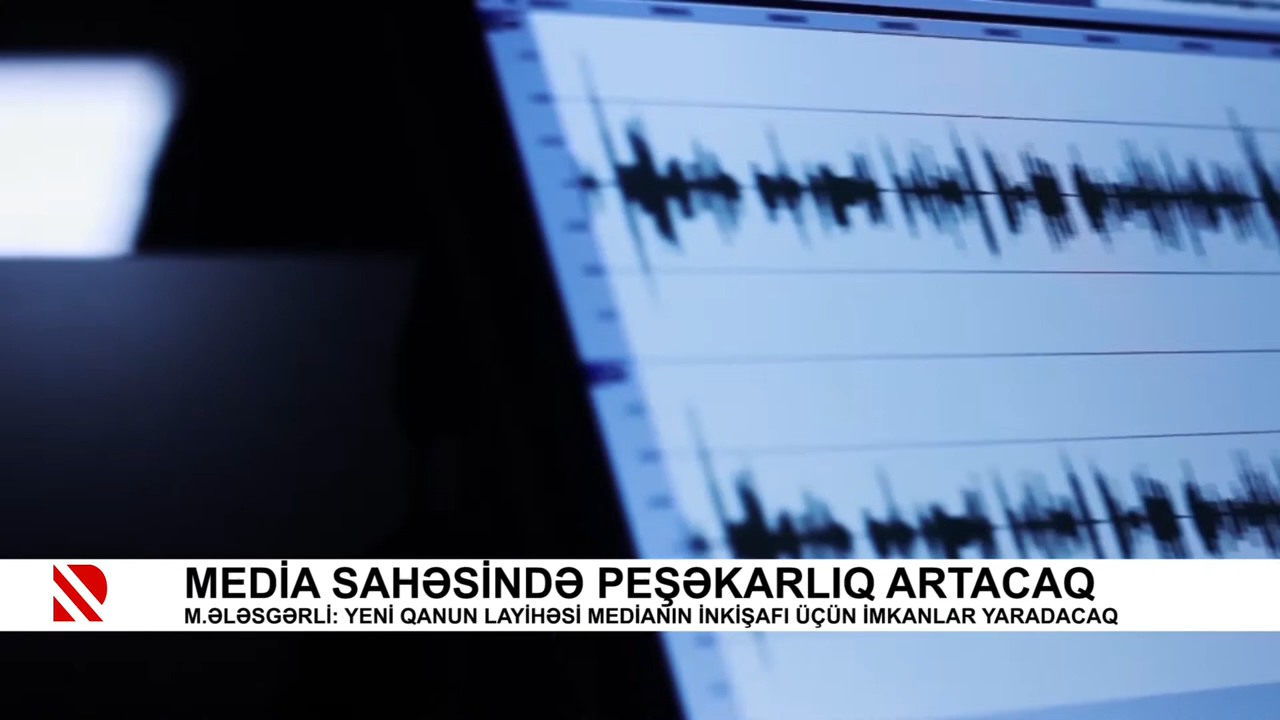 MEDİA SAHƏSİNDƏ PEŞƏKARLIQ ARTACAQ
M.ƏLƏSGƏRLİ: YENİ QANUN LAYİHƏSİ MEDİANIN İNKİŞAFI ÜÇÜN İMKANLAR YARADACAQ